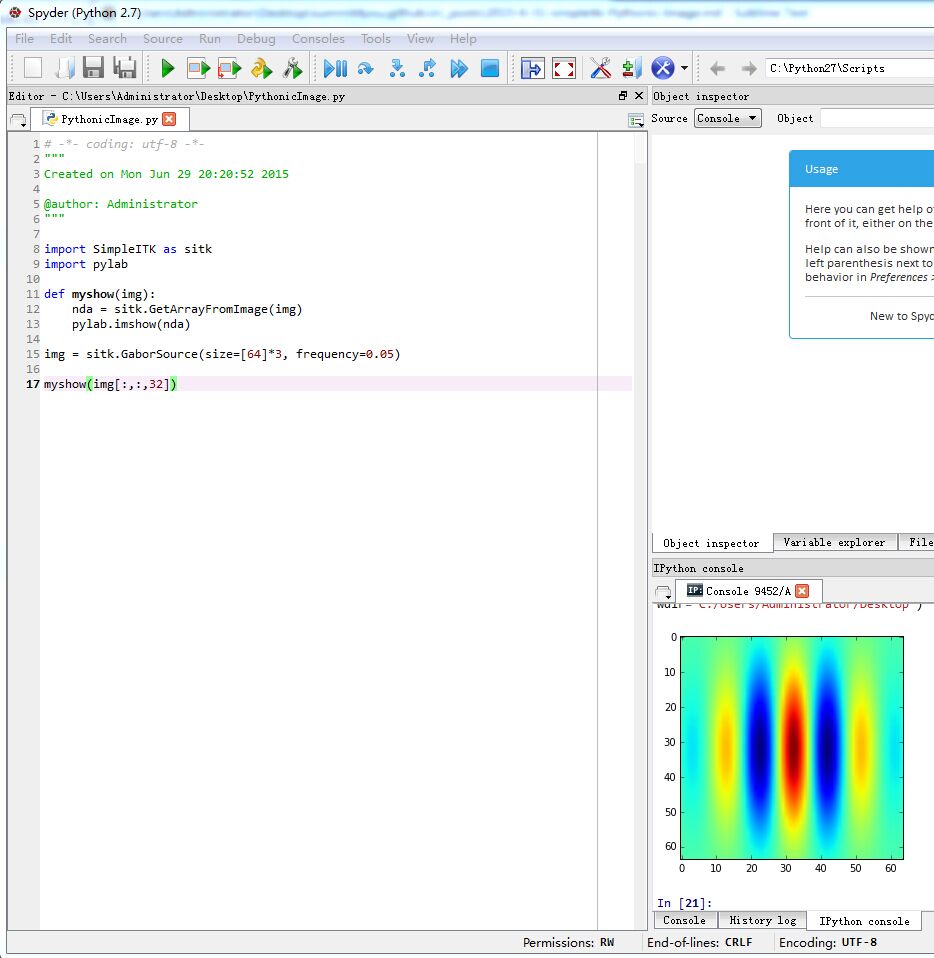 Spyder (Python 2.7)
File Edit Search Source Run Debug Consoles Tools View Help
C:\Python27\Scripts
Editor - C:\Users\Administrator\Desktop\PythonicImage.py
PythonicImage.py
1 # -*- coding: utf-8 -*-
2 """
3 Created on Mon Jun 29 20:20:52 2015
4
5 @author: Administrator
6 """
7
8 import SimpleITK as sitk
9 import pylab
10
11 def myshow(img):
12 nda = sitk.GetArrayFromImage(img)
13 pylab.imshow(nda)
14
15 img = sitk.GaborSource(size=[64]*3, frequency=0.05)
16
17 myshow(img[:,:,32])
Object inspector
Source Console Object
Usage
Here you can get help o
front of it, either on the
Help can also be shown
left parenthesis next to
behavior in Preferences >
New to Spyd
Object inspector Variable explorer File
IPython console
IP: Console 9452/A
wdir='C:/Users/Administrator/Desktop')
0
10
20
30
40
50
60
0 10 20 30 40 50 60
In [21]:
Console History log IPython console
Permissions: RW End-of-lines: CRLF Encoding: UTF-8